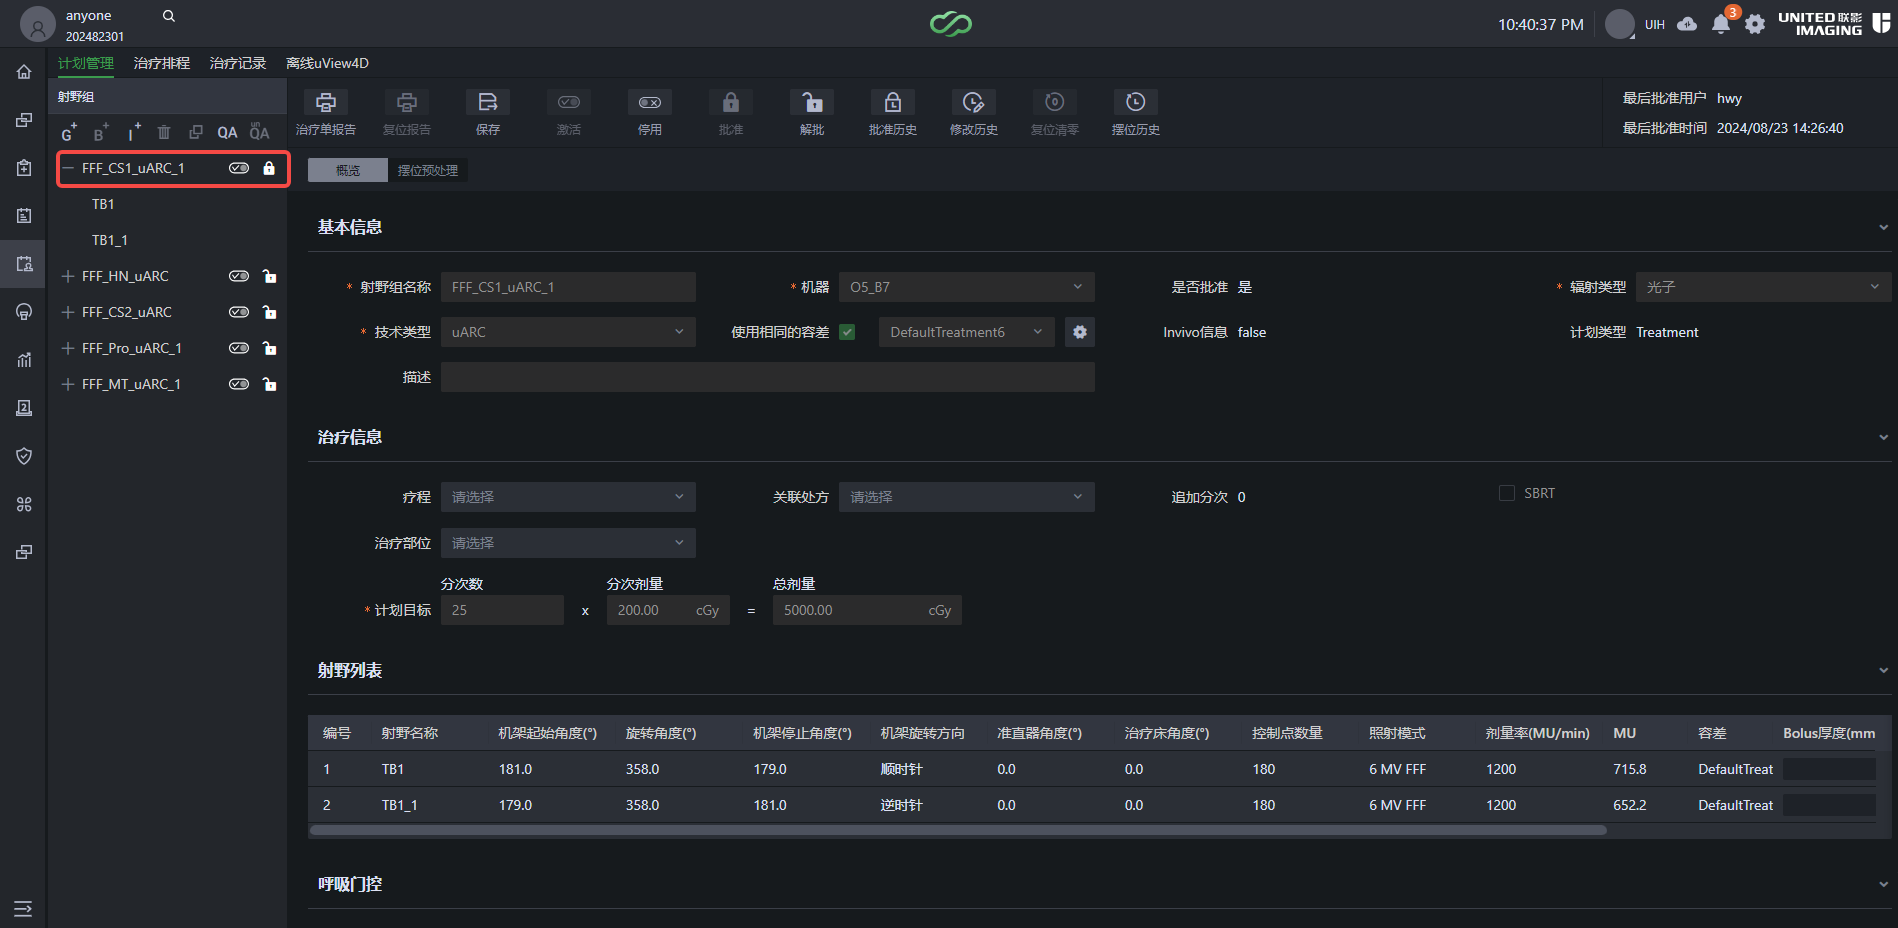 anyone
202482301
10:40:37 PM
UIH
3
UNITED 联影
IMAGING
计划管理 治疗排程 治疗记录 离线uView4D
射野组
G+ B+ I+ QA unQA
FFF_CS1_uARC_1
TB1
TB1_1
FFF_HN_uARC
FFF_CS2_uARC
FFF_Pro_uARC_1
FFF_MT_uARC_1
治疗单报告 复位报告 保存 激活 停用 批准 解批 批准历史 修改历史 复位清零 摆位历史
最后批准用户 hwy
最后批准时间 2024/08/23 14:26:40
概览 摆位预处理
基本信息
* 射野组名称 FFF_CS1_uARC_1 * 机器 O5_B7 是否批准 是 * 辐射类型 光子
* 技术类型 uARC 使用相同的容差 DefaultTreatment6 Invivo信息 false 计划类型 Treatment
描述
治疗信息
疗程 请选择 关联处方 请选择 追加分次 0 SBRT
治疗部位 请选择
分次数 分次剂量 总剂量
* 计划目标 25 x 200.00 cGy = 5000.00 cGy
射野列表
编号 射野名称 机架起始角度(°) 旋转角度(°) 机架停止角度(°) 机架旋转方向 准直器角度(°) 治疗床角度(°) 控制点数量 照射模式 剂量率(MU/min) MU 容差 Bolus厚度(mm
1 TB1 181.0 358.0 179.0 顺时针 0.0 0.0 180 6 MV FFF 1200 715.8 DefaultTreat
2 TB1_1 179.0 358.0 181.0 逆时针 0.0 0.0 180 6 MV FFF 1200 652.2 DefaultTreat
呼吸门控